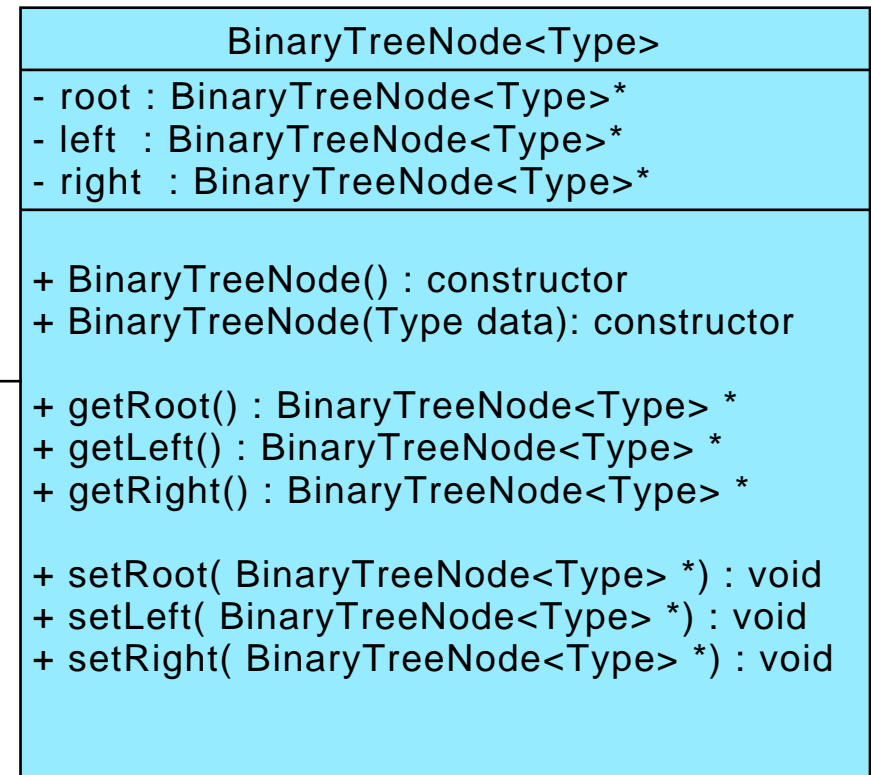 BinaryTreeNode<Type>
- root : BinaryTreeNode<Type>*
- left : BinaryTreeNode<Type>*
- right : BinaryTreeNode<Type>*
+ BinaryTreeNode() : constructor
+ BinaryTreeNode(Type data): constructor
+ getRoot() : BinaryTreeNode<Type> *
+ getLeft() : BinaryTreeNode<Type> *
+ getRight() : BinaryTreeNode<Type> *
+ setRoot( BinaryTreeNode<Type> *) : void
+ setLeft( BinaryTreeNode<Type> *) : void
+ setRight( BinaryTreeNode<Type> *) : void